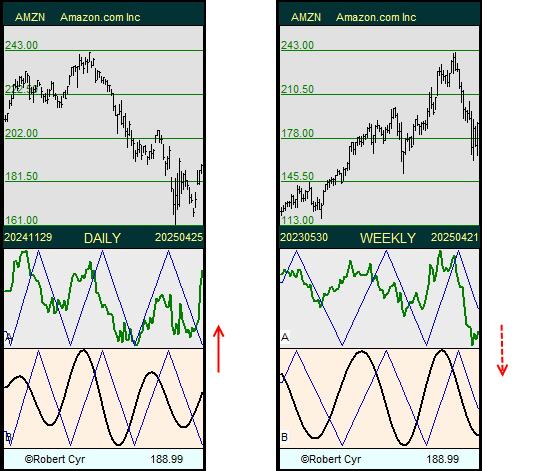 AMZN Amazon.com Inc
243.00
222.50
202.00
181.50
161.00
20241129 DAILY 20250425
A
B
©Robert Cyr 188.99
AMZN Amazon.com Inc
243.00
210.50
178.00
145.50
113.00
20230530 WEEKLY 20250421
A
B
©Robert Cyr 188.99